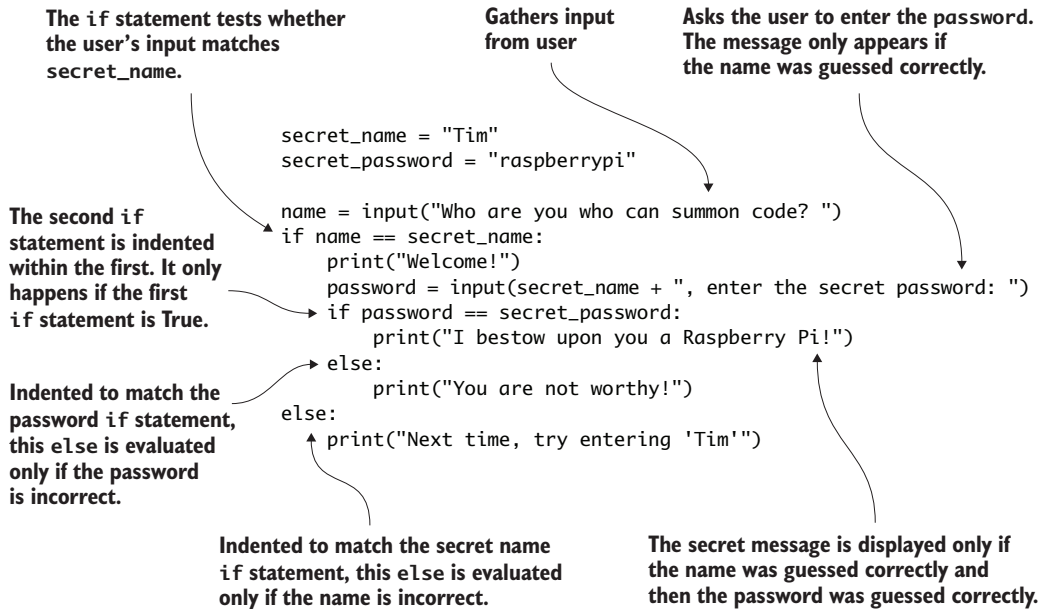 The if statement tests whether
the user's input matches
secret_name.
Gathers input
from user
Asks the user to enter the password.
The message only appears if
the name was guessed correctly.
secret_name = "Tim"
secret_password = "raspberrypi"
name = input("Who are you who can summon code? ")
if name == secret_name:
    print("Welcome!")
    password = input(secret_name + ", enter the secret password: ")
    if password == secret_password:
        print("I bestow upon you a Raspberry Pi!")
    else:
        print("You are not worthy!")
else:
    print("Next time, try entering 'Tim'")
The second if
statement is indented
within the first. It only
happens if the first
if statement is True.
Indented to match the
password if statement,
this else is evaluated
only if the password
is incorrect.
Indented to match the secret name
if statement, this else is evaluated
only if the name is incorrect.
The secret message is displayed only if
the name was guessed correctly and
then the password was guessed correctly.